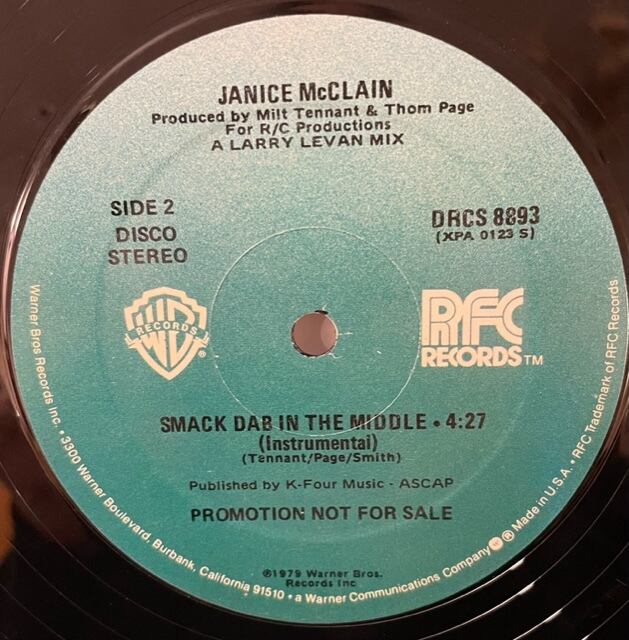 JANICE McCLAIN
Produced by Milt Tennant & Thom Page
For R/C Productions
A LARRY LEVAN MIX
SIDE 2
DISCO
STEREO
DRCS 8893
(XPA 0123 S)
WB
RECORDS
®
RFC
RECORDS TM
SMACK DAB IN THE MIDDLE • 4:27
(Instrumental)
(Tennant/Page/Smith)
Published by K-Four Music - ASCAP
PROMOTION NOT FOR SALE
℗1979 Warner Bros.
Records Inc
Warner Bros Records Inc. • 3300 Warner Boulevard, Burbank, California 91510 • a Warner Communications Company ® Made in U.S.A. • RFC Trademark of RFC Records